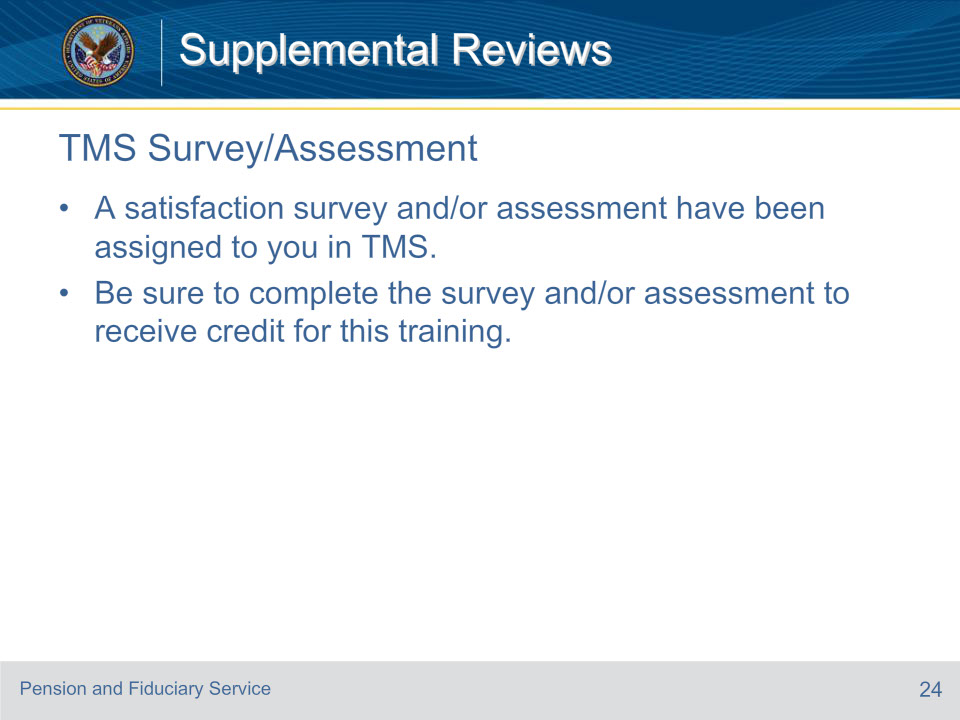 Supplemental Reviews
TMS Survey/Assessment
• A satisfaction survey and/or assessment have been
assigned to you in TMS.
• Be sure to complete the survey and/or assessment to
receive credit for this training.
Pension and Fiduciary Service
24